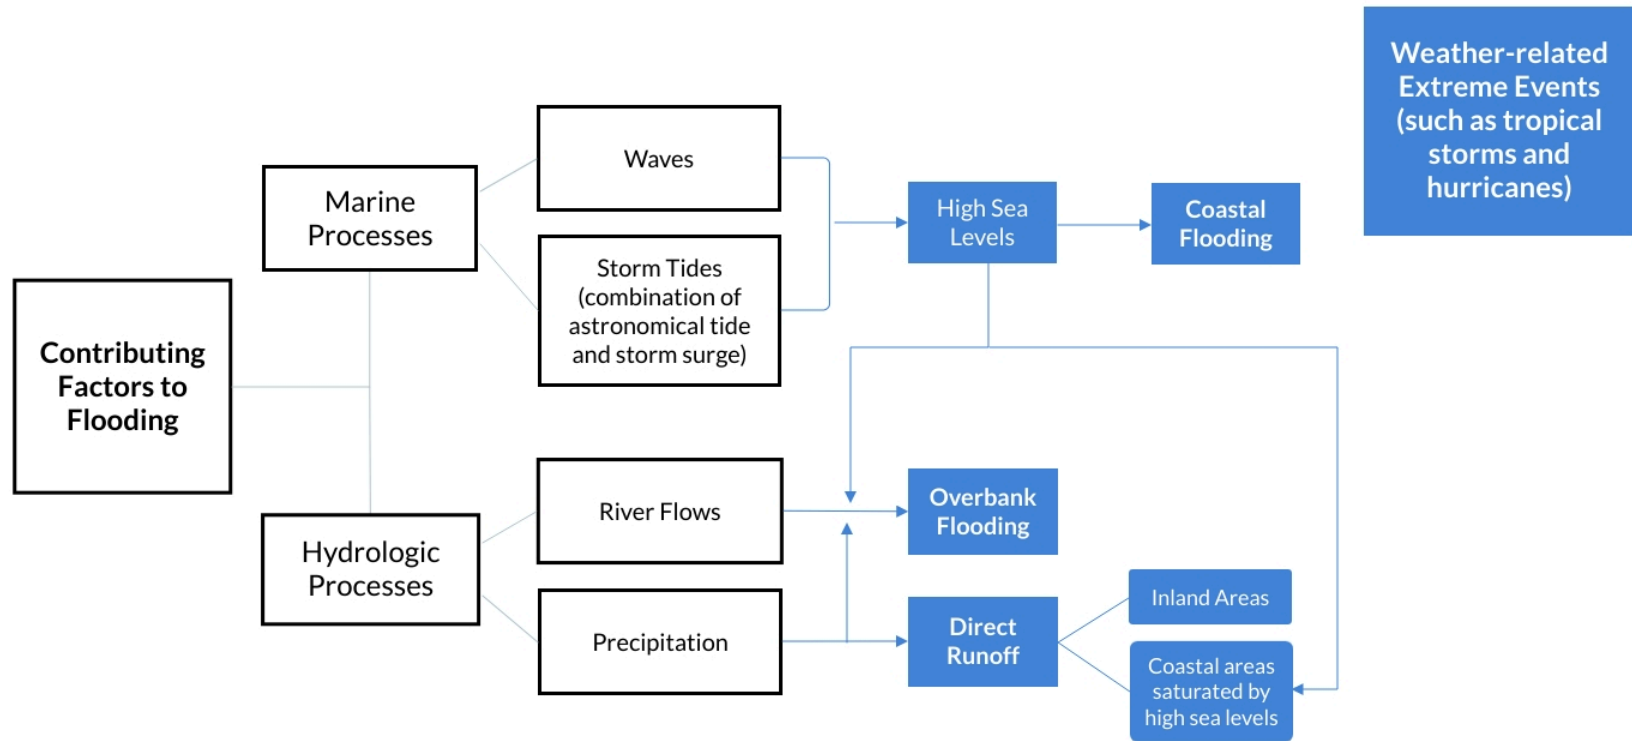 Weather-related
Extreme Events
(such as tropical
storms and
hurricanes)
Contributing
Factors to
Flooding
Marine
Processes
Hydrologic
Processes
Waves
Storm Tides
(combination of
astronomical tide
and storm surge)
River Flows
Precipitation
High Sea
Levels
Coastal
Flooding
Overbank
Flooding
Direct
Runoff
Inland Areas
Coastal areas
saturated by
high sea levels